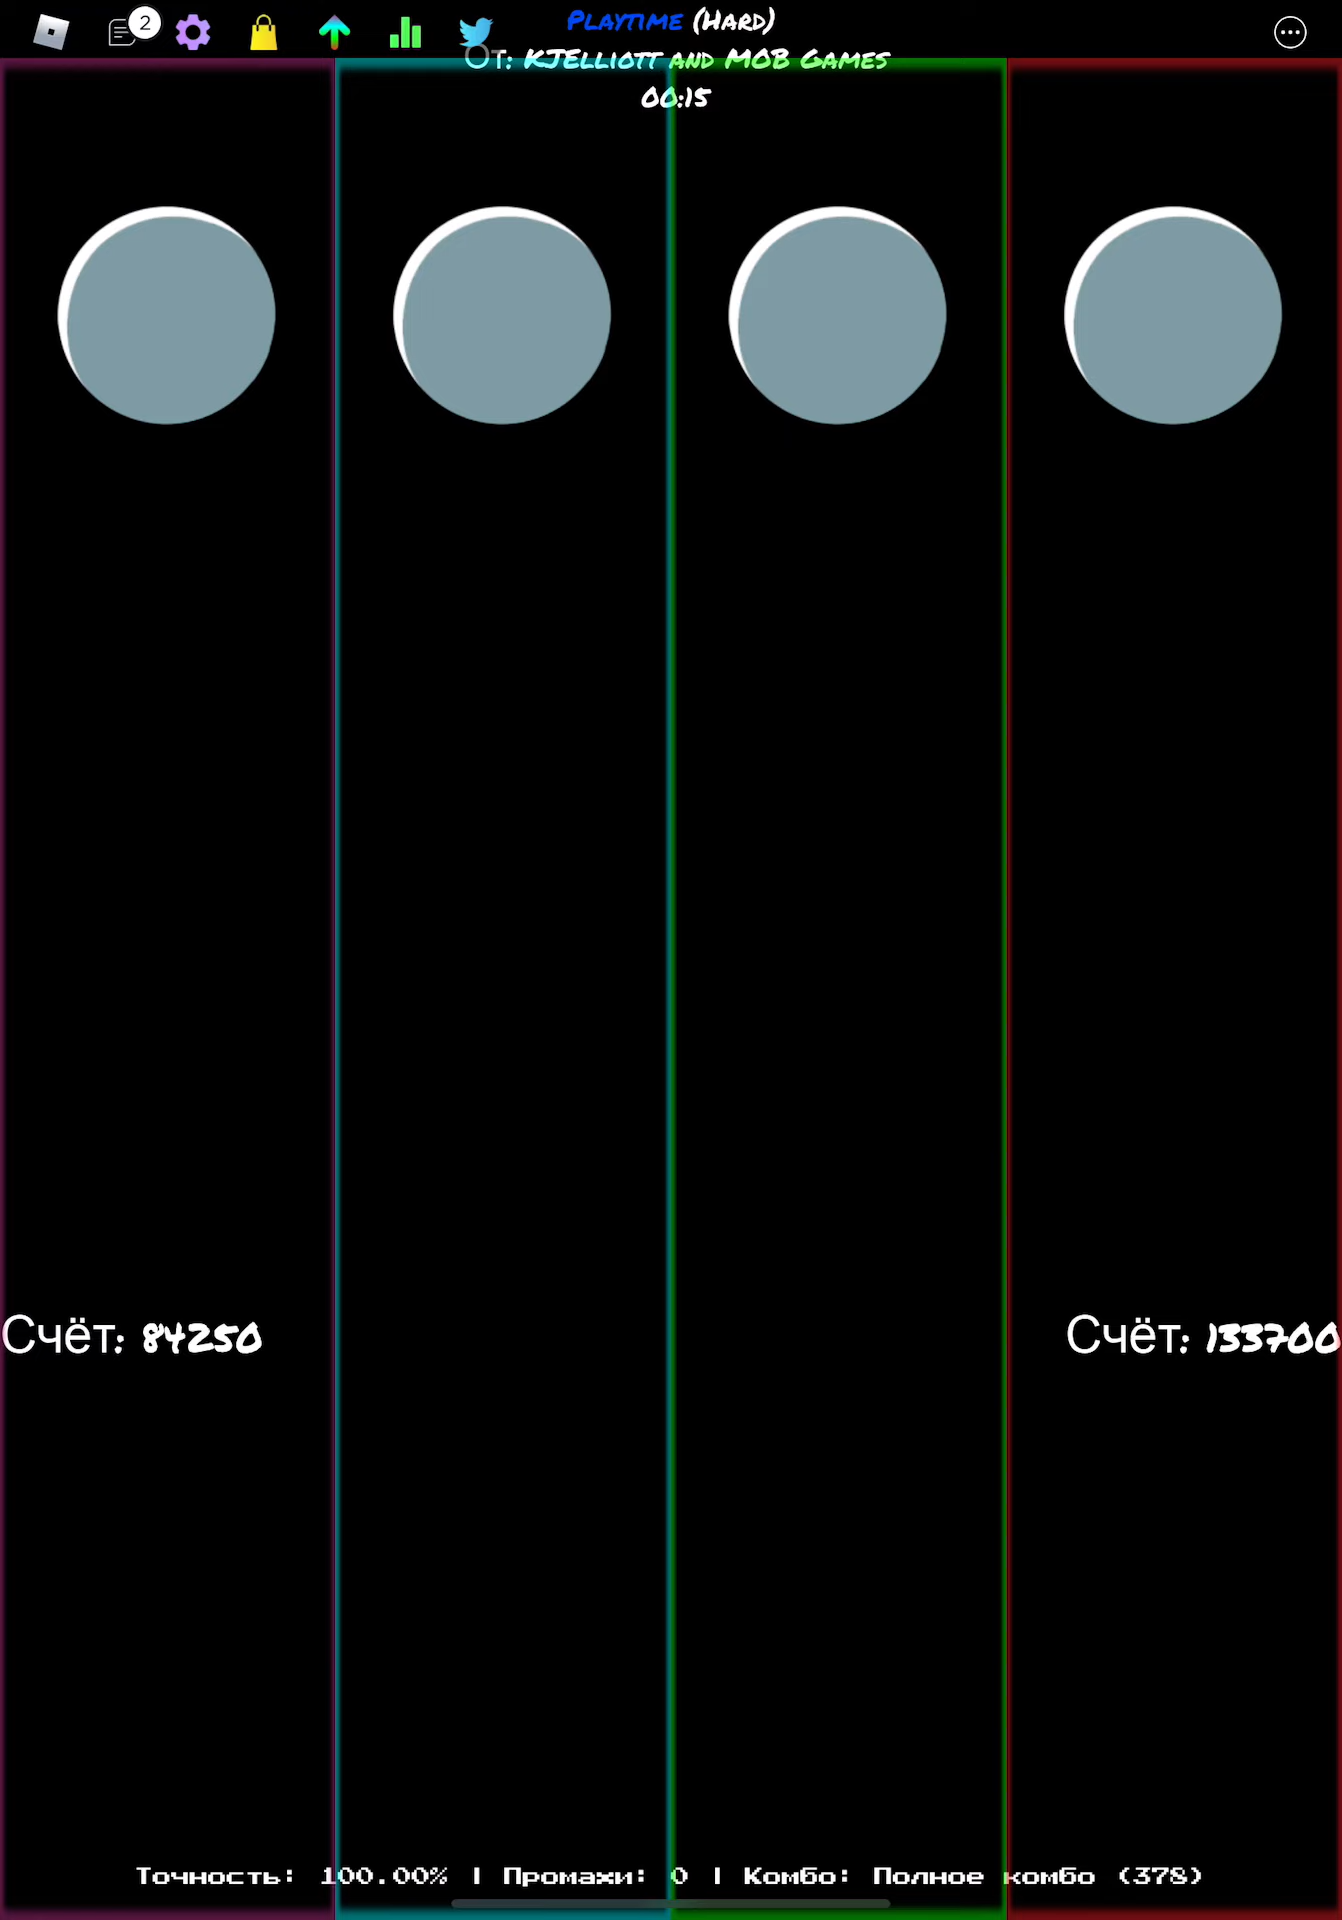 2
Playtime (Hard)
От: KJElliott and MOB Games
00:15
Счёт: 84250
Счёт: 133700
Точность: 100.00% | Промахи: 0 | Комбо: Полное комбо (378)